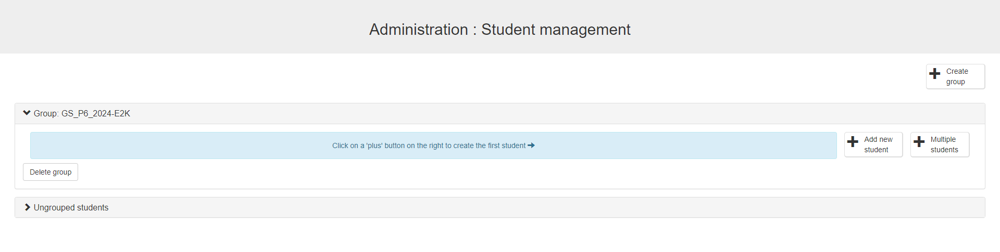 Administration : Student management
Create
group
Group: GS_P6_2024-E2K
Click on a 'plus' button on the right to create the first student
Add new
student
Multiple
students
Delete group
Ungrouped students